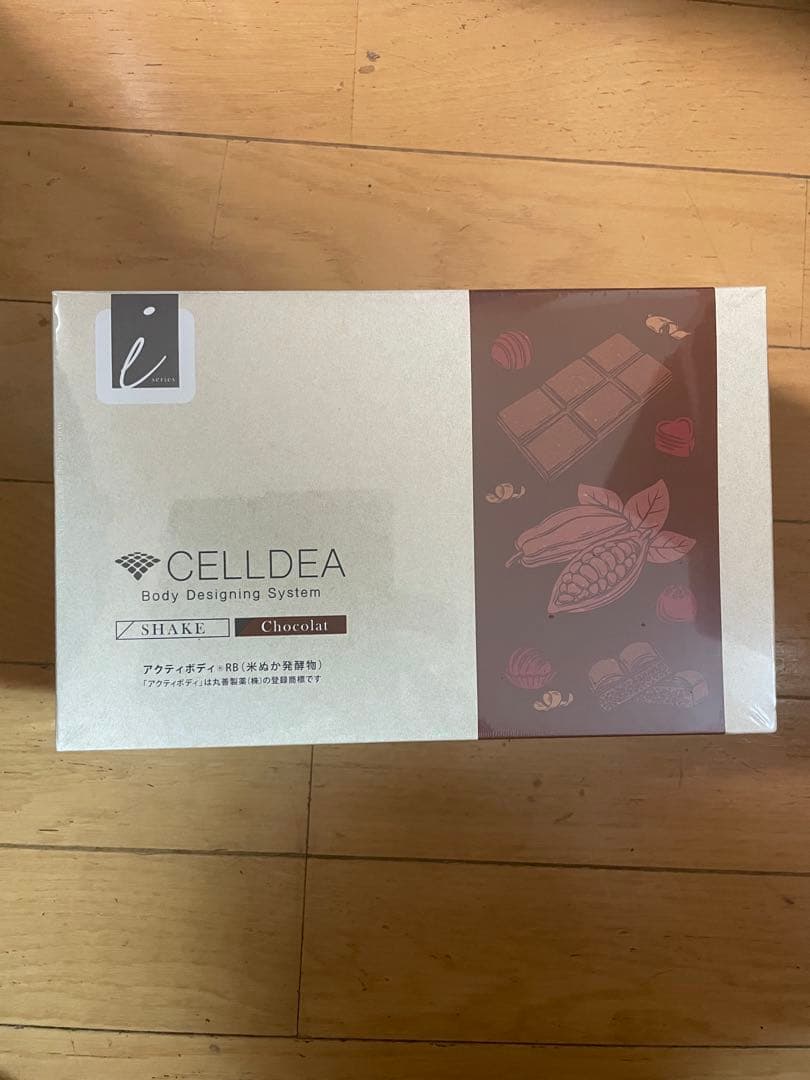 i
series
CELLDEA
Body Designing System
SHAKE
Chocolat
アクティボディ®RB(米ぬか発酵物)
「アクティボディ」は丸善製薬(株)の登録商標です